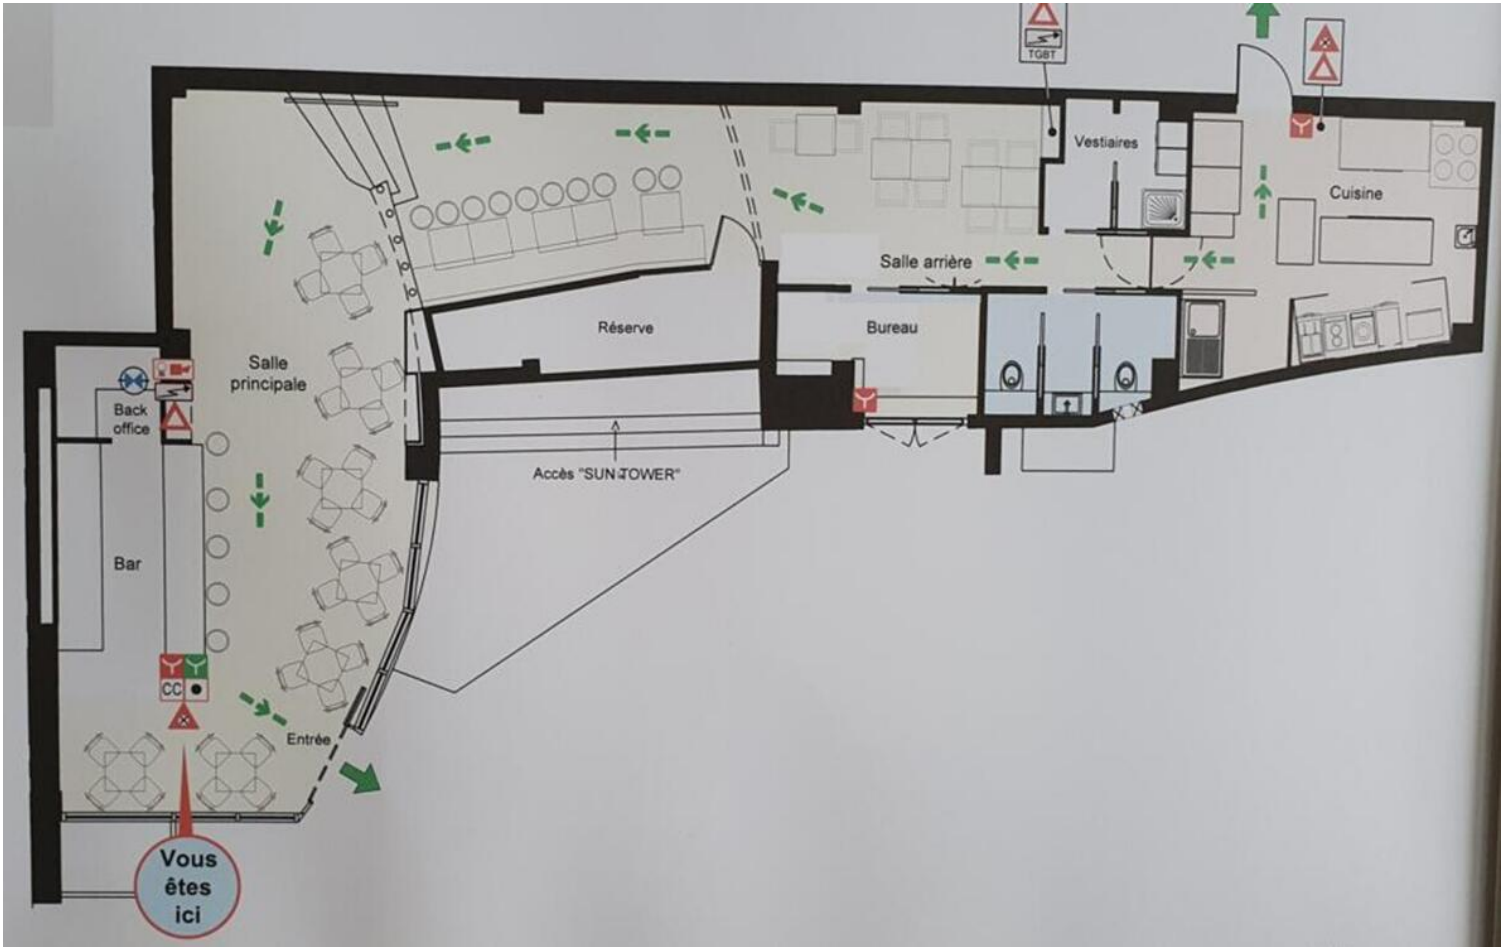 TGBT
Vestiaires
Cuisine
Salle arrière
Réserve
Bureau
Salle
principale
Back
office
Accès "SUN TOWER"
Bar
CC
Entrée
Vous
êtes
ici